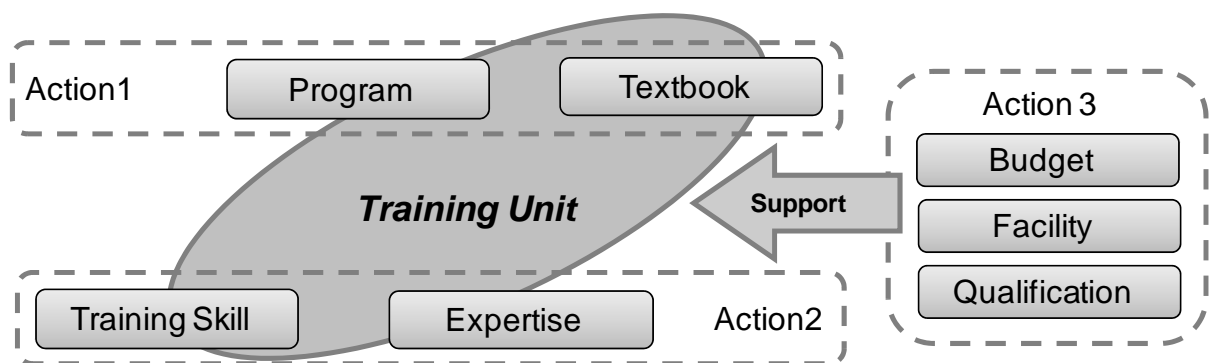 Action1
Program
Textbook
Training Unit
Training Skill
Expertise
Action2
Support
Action 3
Budget
Facility
Qualification